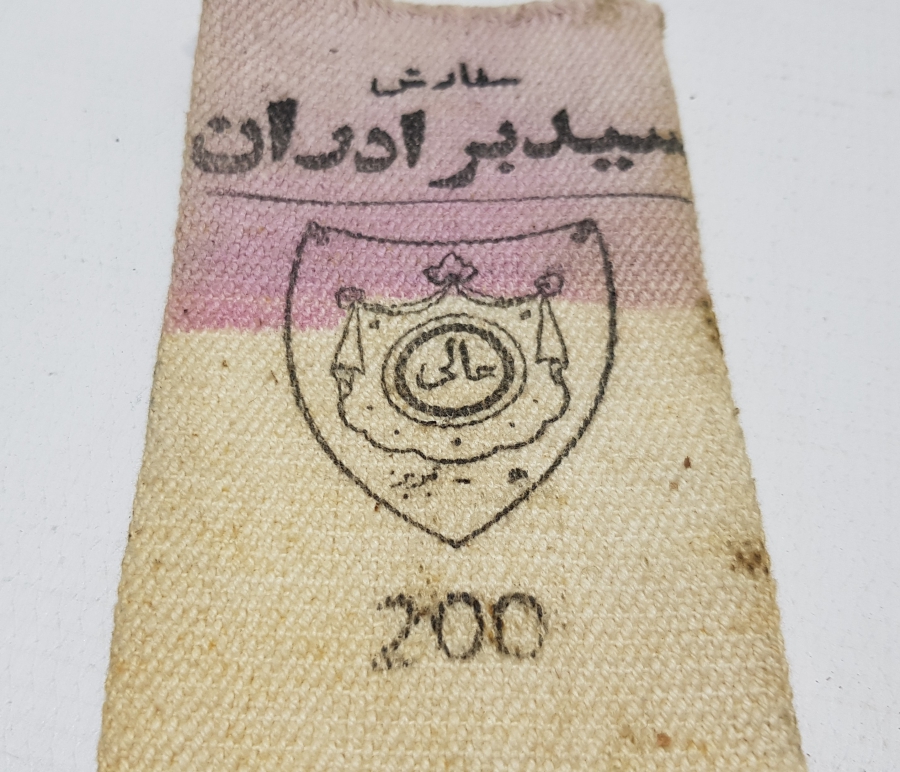 سفارش
سید برادران
عالی
200